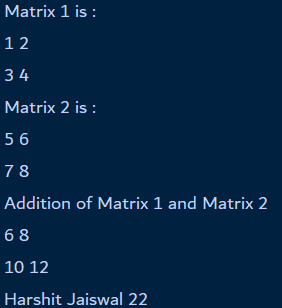 Matrix 1 is :
1 2
3 4
Matrix 2 is :
5 6
7 8
Addition of Matrix 1 and Matrix 2
6 8
10 12
Harshit Jaiswal 22